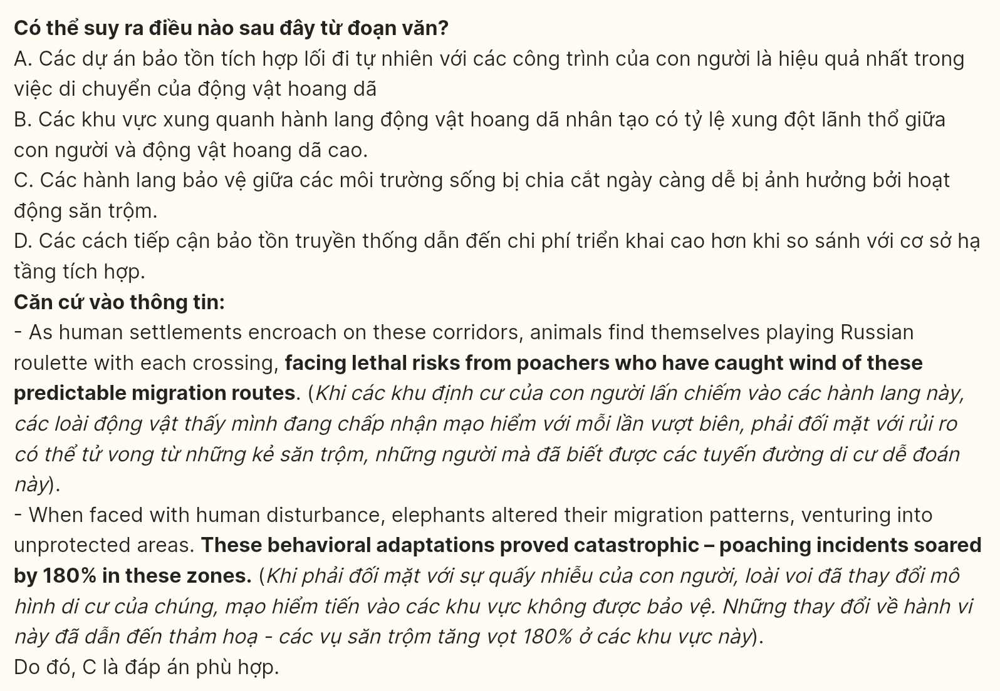 Có thể suy ra điều nào sau đây từ đoạn văn?
A. Các dự án bảo tồn tích hợp lối đi tự nhiên với các công trình của con người là hiệu quả nhất trong
việc di chuyển của động vật hoang dã
B. Các khu vực xung quanh hành lang động vật hoang dã nhân tạo có tỷ lệ xung đột lãnh thổ giữa
con người và động vật hoang dã cao.
C. Các hành lang bảo vệ giữa các môi trường sống bị chia cắt ngày càng dễ bị ảnh hưởng bởi hoạt
động săn trộm.
D. Các cách tiếp cận bảo tồn truyền thống dẫn đến chi phí triển khai cao hơn khi so sánh với cơ sở hạ
tầng tích hợp.
Căn cứ vào thông tin:
- As human settlements encroach on these corridors, animals find themselves playing Russian
roulette with each crossing, facing lethal risks from poachers who have caught wind of these
predictable migration routes. (Khi các khu định cư của con người lấn chiếm vào các hành lang này,
các loài động vật thấy mình đang chấp nhận mạo hiểm với mỗi lần vượt biên, phải đối mặt với rủi ro
có thể tử vong từ những kẻ săn trộm, những người mà đã biết được các tuyến đường di cư dễ đoán
này).
- When faced with human disturbance, elephants altered their migration patterns, venturing into
unprotected areas. These behavioral adaptations proved catastrophic – poaching incidents soared
by 180% in these zones. (Khi phải đối mặt với sự quấy nhiễu của con người, loài voi đã thay đổi mô
hình di cư của chúng, mạo hiểm tiến vào các khu vực không được bảo vệ. Những thay đổi về hành vi
này đã dẫn đến thảm hoạ - các vụ săn trộm tăng vọt 180% ở các khu vực này).
Do đó, C là đáp án phù hợp.